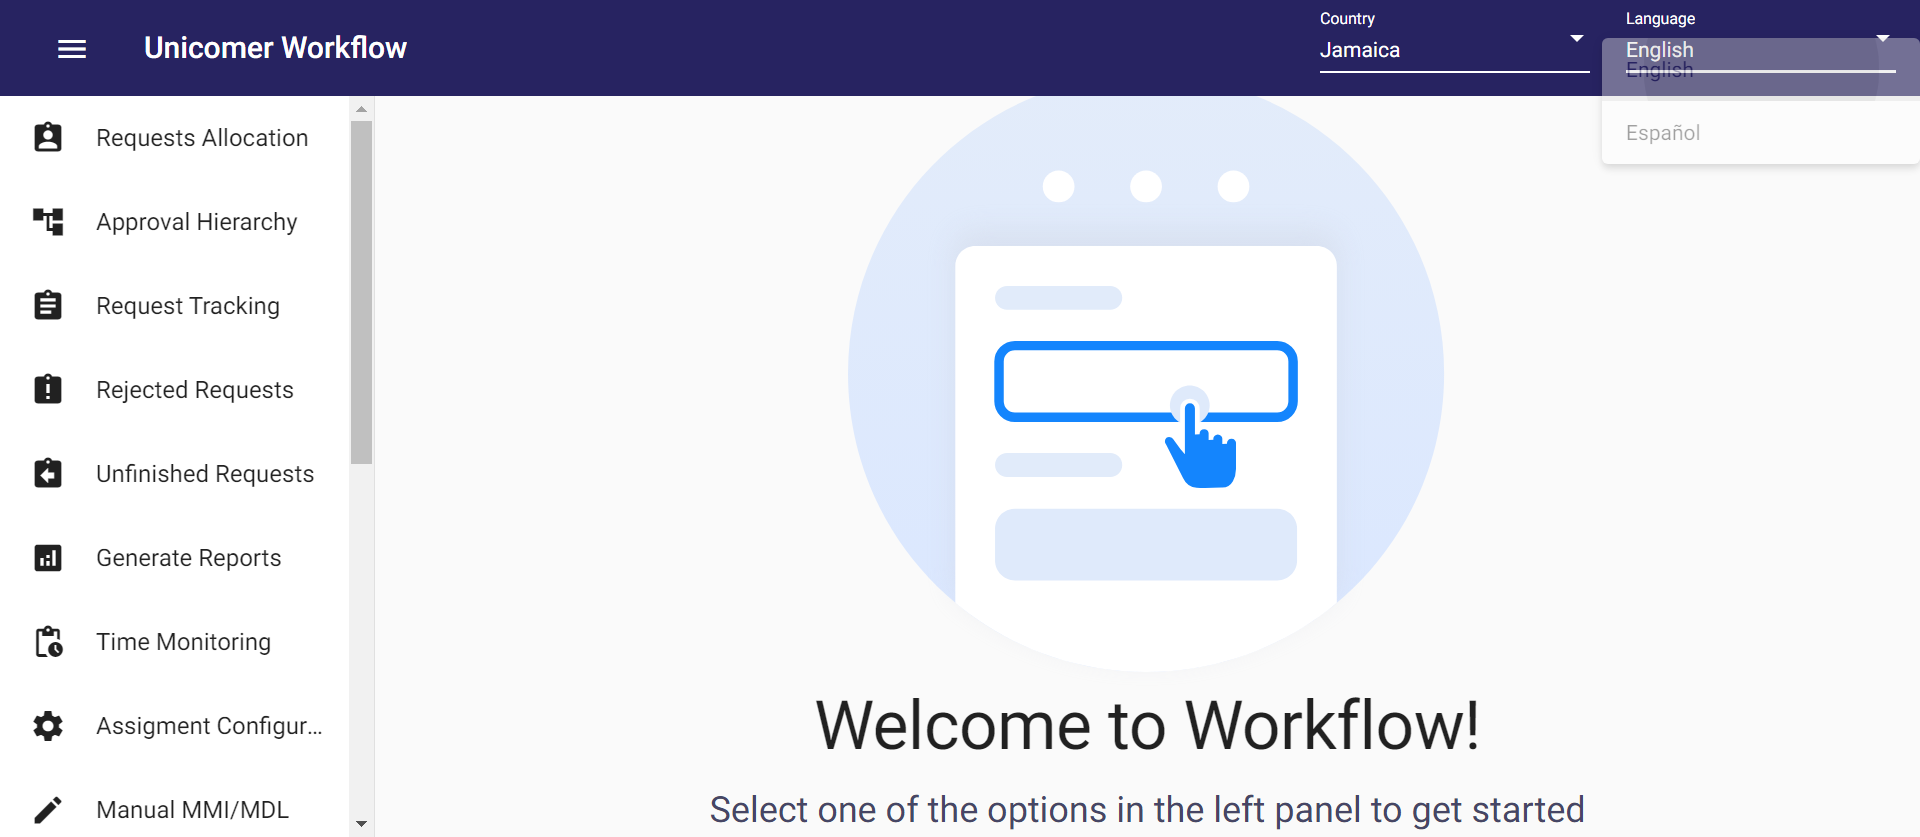 Unicomer Workflow
Country
Jamaica
Language
English
English
Español
Requests Allocation
Approval Hierarchy
Request Tracking
Rejected Requests
Unfinished Requests
Generate Reports
Time Monitoring
Assigment Configur...
Manual MMI/MDL
Welcome to Workflow!
Select one of the options in the left panel to get started